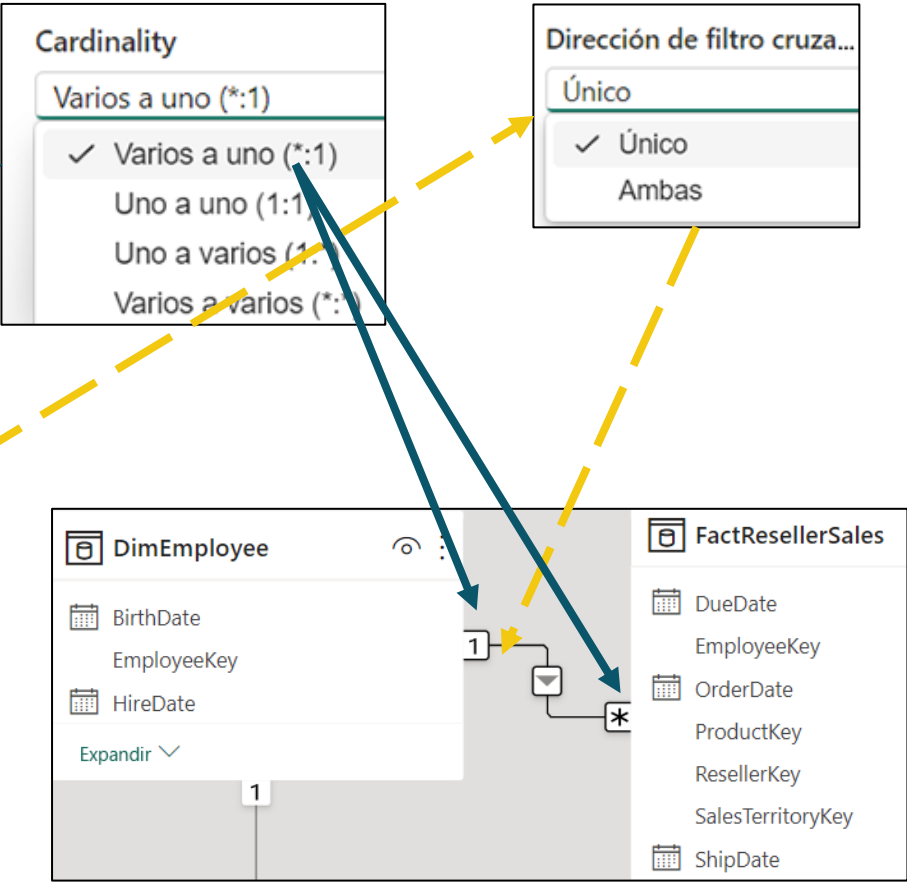 Cardinality
Varios a uno (*:1)
Varios a uno (*:1)
Uno a uno (1:1)
Uno a varios (1:*)
Varios a varios (*:*)
Dirección de filtro cruza...
Único
Único
Ambas
DimEmployee
BirthDate
EmployeeKey
HireDate
Expandir
1
1
*
FactResellerSales
DueDate
EmployeeKey
OrderDate
ProductKey
ResellerKey
SalesTerritoryKey
ShipDate